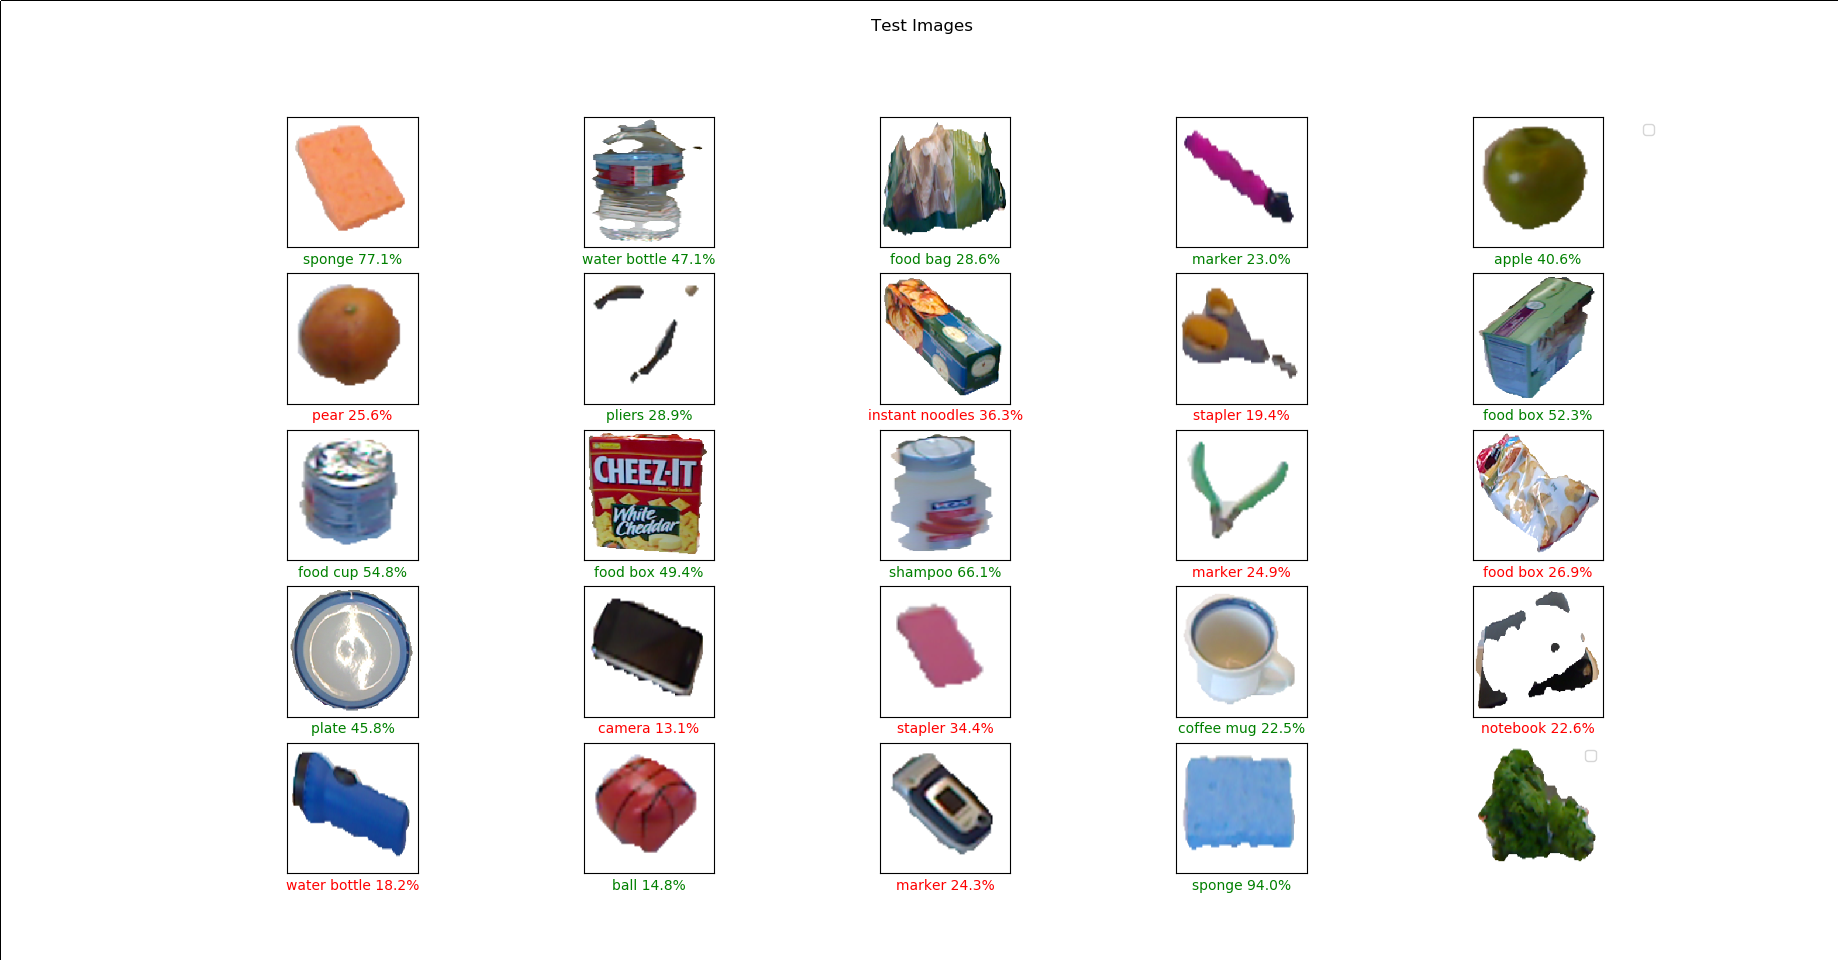 Test Images
sponge 77.1%
water bottle 47.1%
food bag 28.6%
marker 23.0%
apple 40.6%
pear 25.6%
pliers 28.9%
instant noodles 36.3%
stapler 19.4%
food box 52.3%
CHEEZ-IT
White
Cheddar
food cup 54.8%
food box 49.4%
shampoo 66.1%
marker 24.9%
food box 26.9%
plate 45.8%
camera 13.1%
stapler 34.4%
coffee mug 22.5%
notebook 22.6%
water bottle 18.2%
ball 14.8%
marker 24.3%
sponge 94.0%